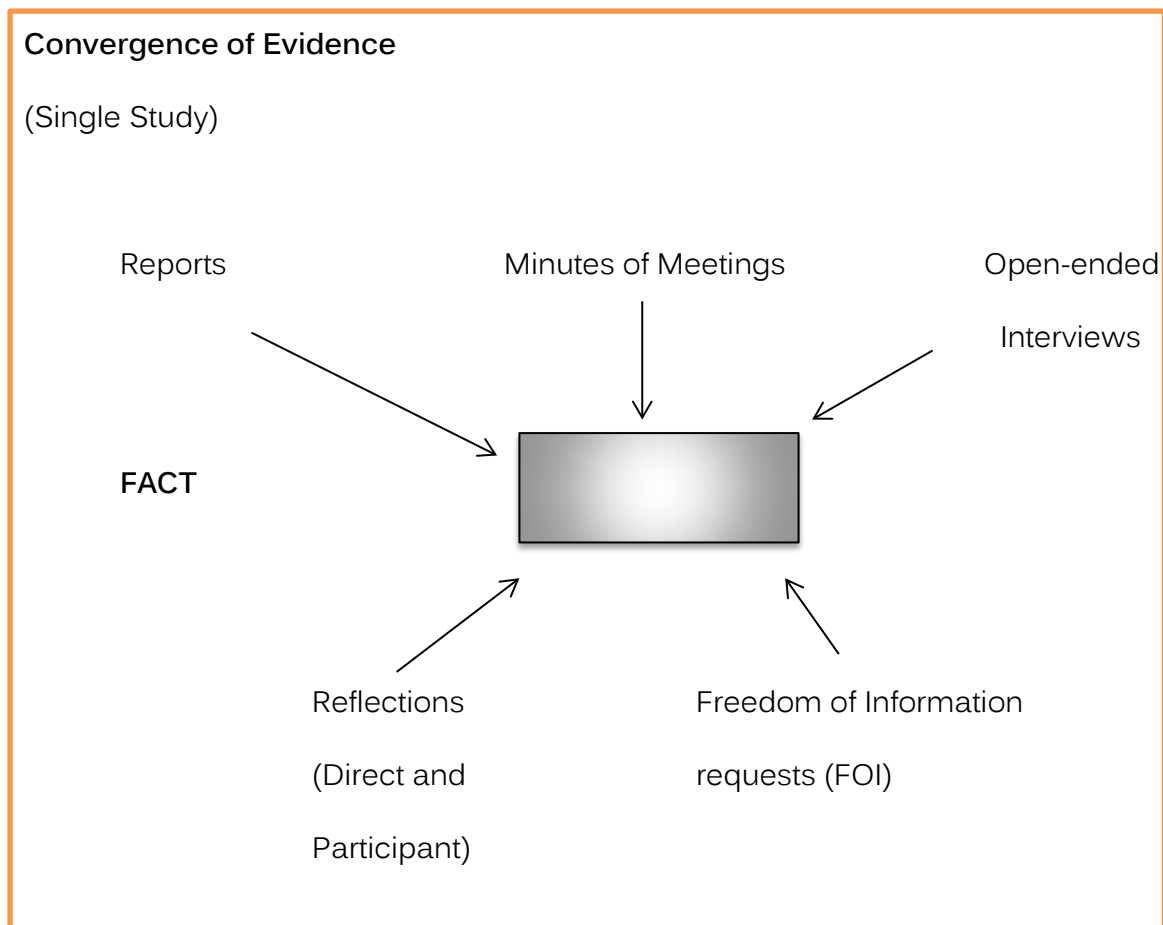 Convergence of Evidence
(Single Study)
Reports
Minutes of Meetings
Open-ended
Interviews
FACT
Reflections
(Direct and
Participant)
Freedom of Information
requests (FOI)